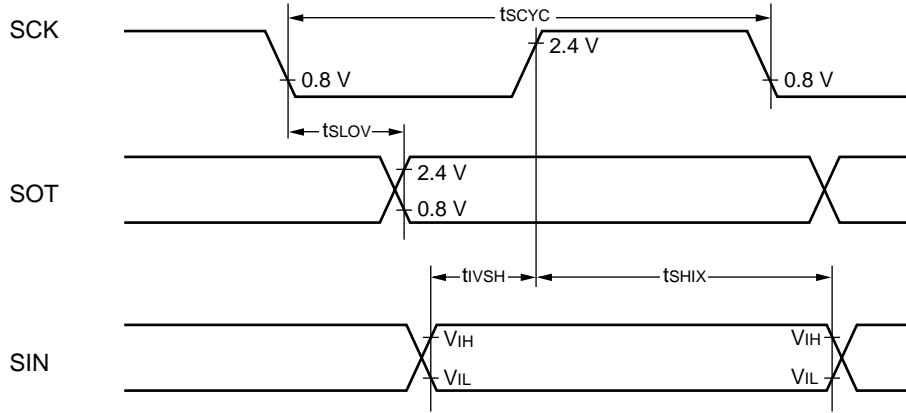 tSCYC
SCK
2.4 V
0.8 V
0.8 V
tSLOV
2.4 V
SOT
0.8 V
tIVSH
tSHIX
VIH
VIH
SIN
VIL
VIL